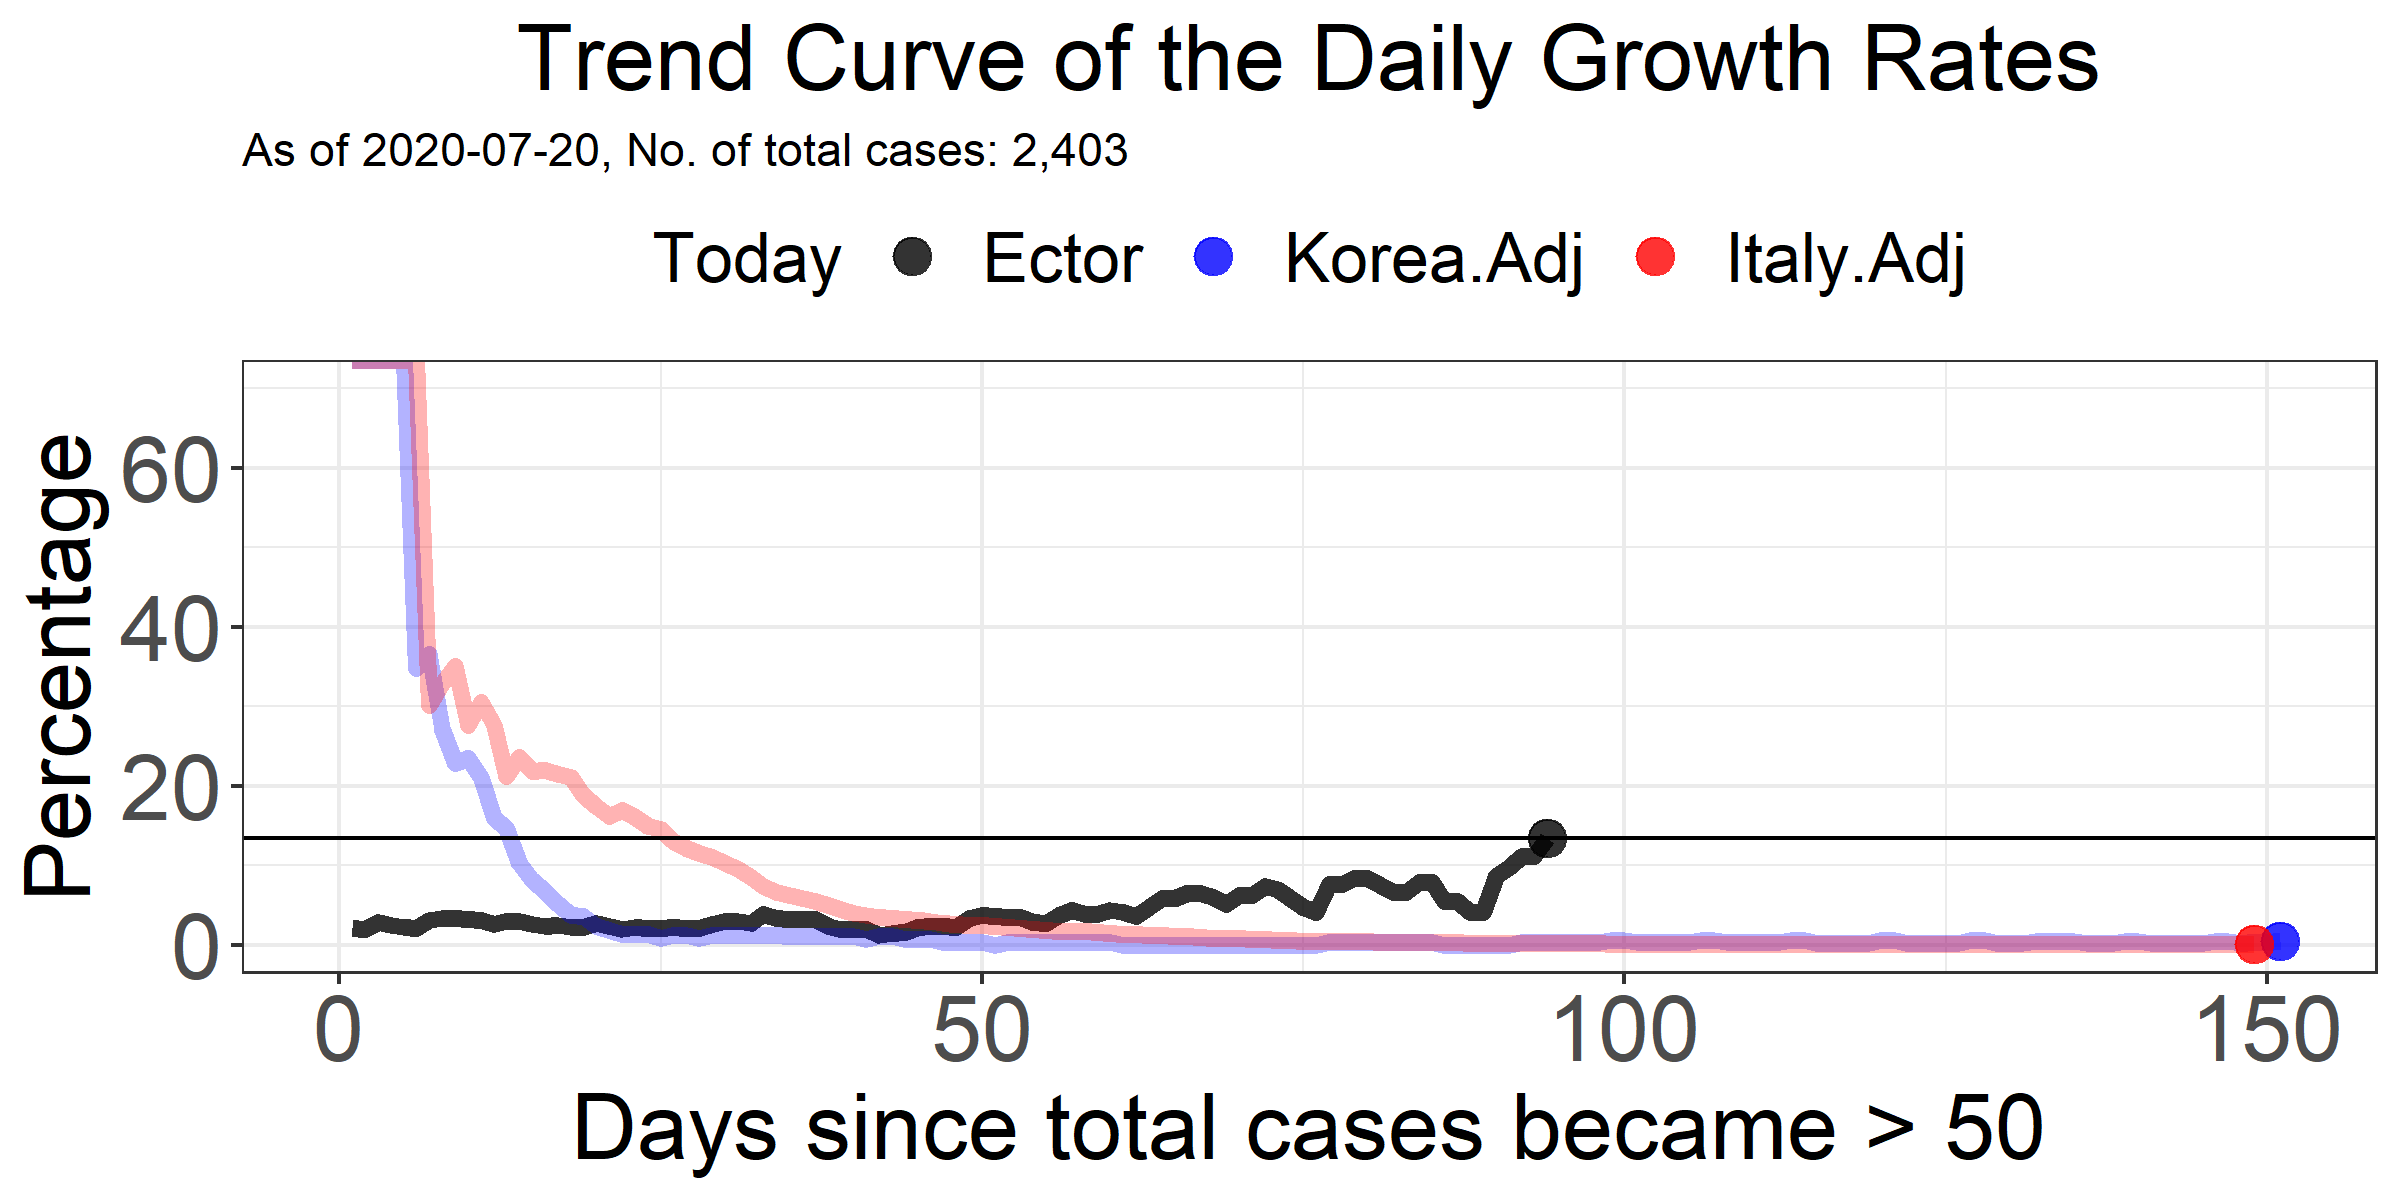 Trend Curve of the Daily Growth Rates
As of 2020-07-20, No. of total cases: 2,403
Today Ector Korea.Adj Italy.Adj
Percentage
60
40
20
0
0 50 100 150
Days since total cases became > 50